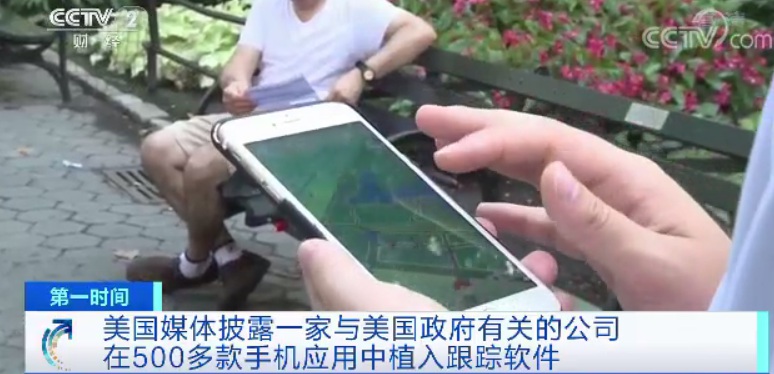 CCTV 2
财经
CCTV.com
第一时间
美国媒体披露一家与美国政府有关的公司
在500多款手机应用中植入跟踪软件